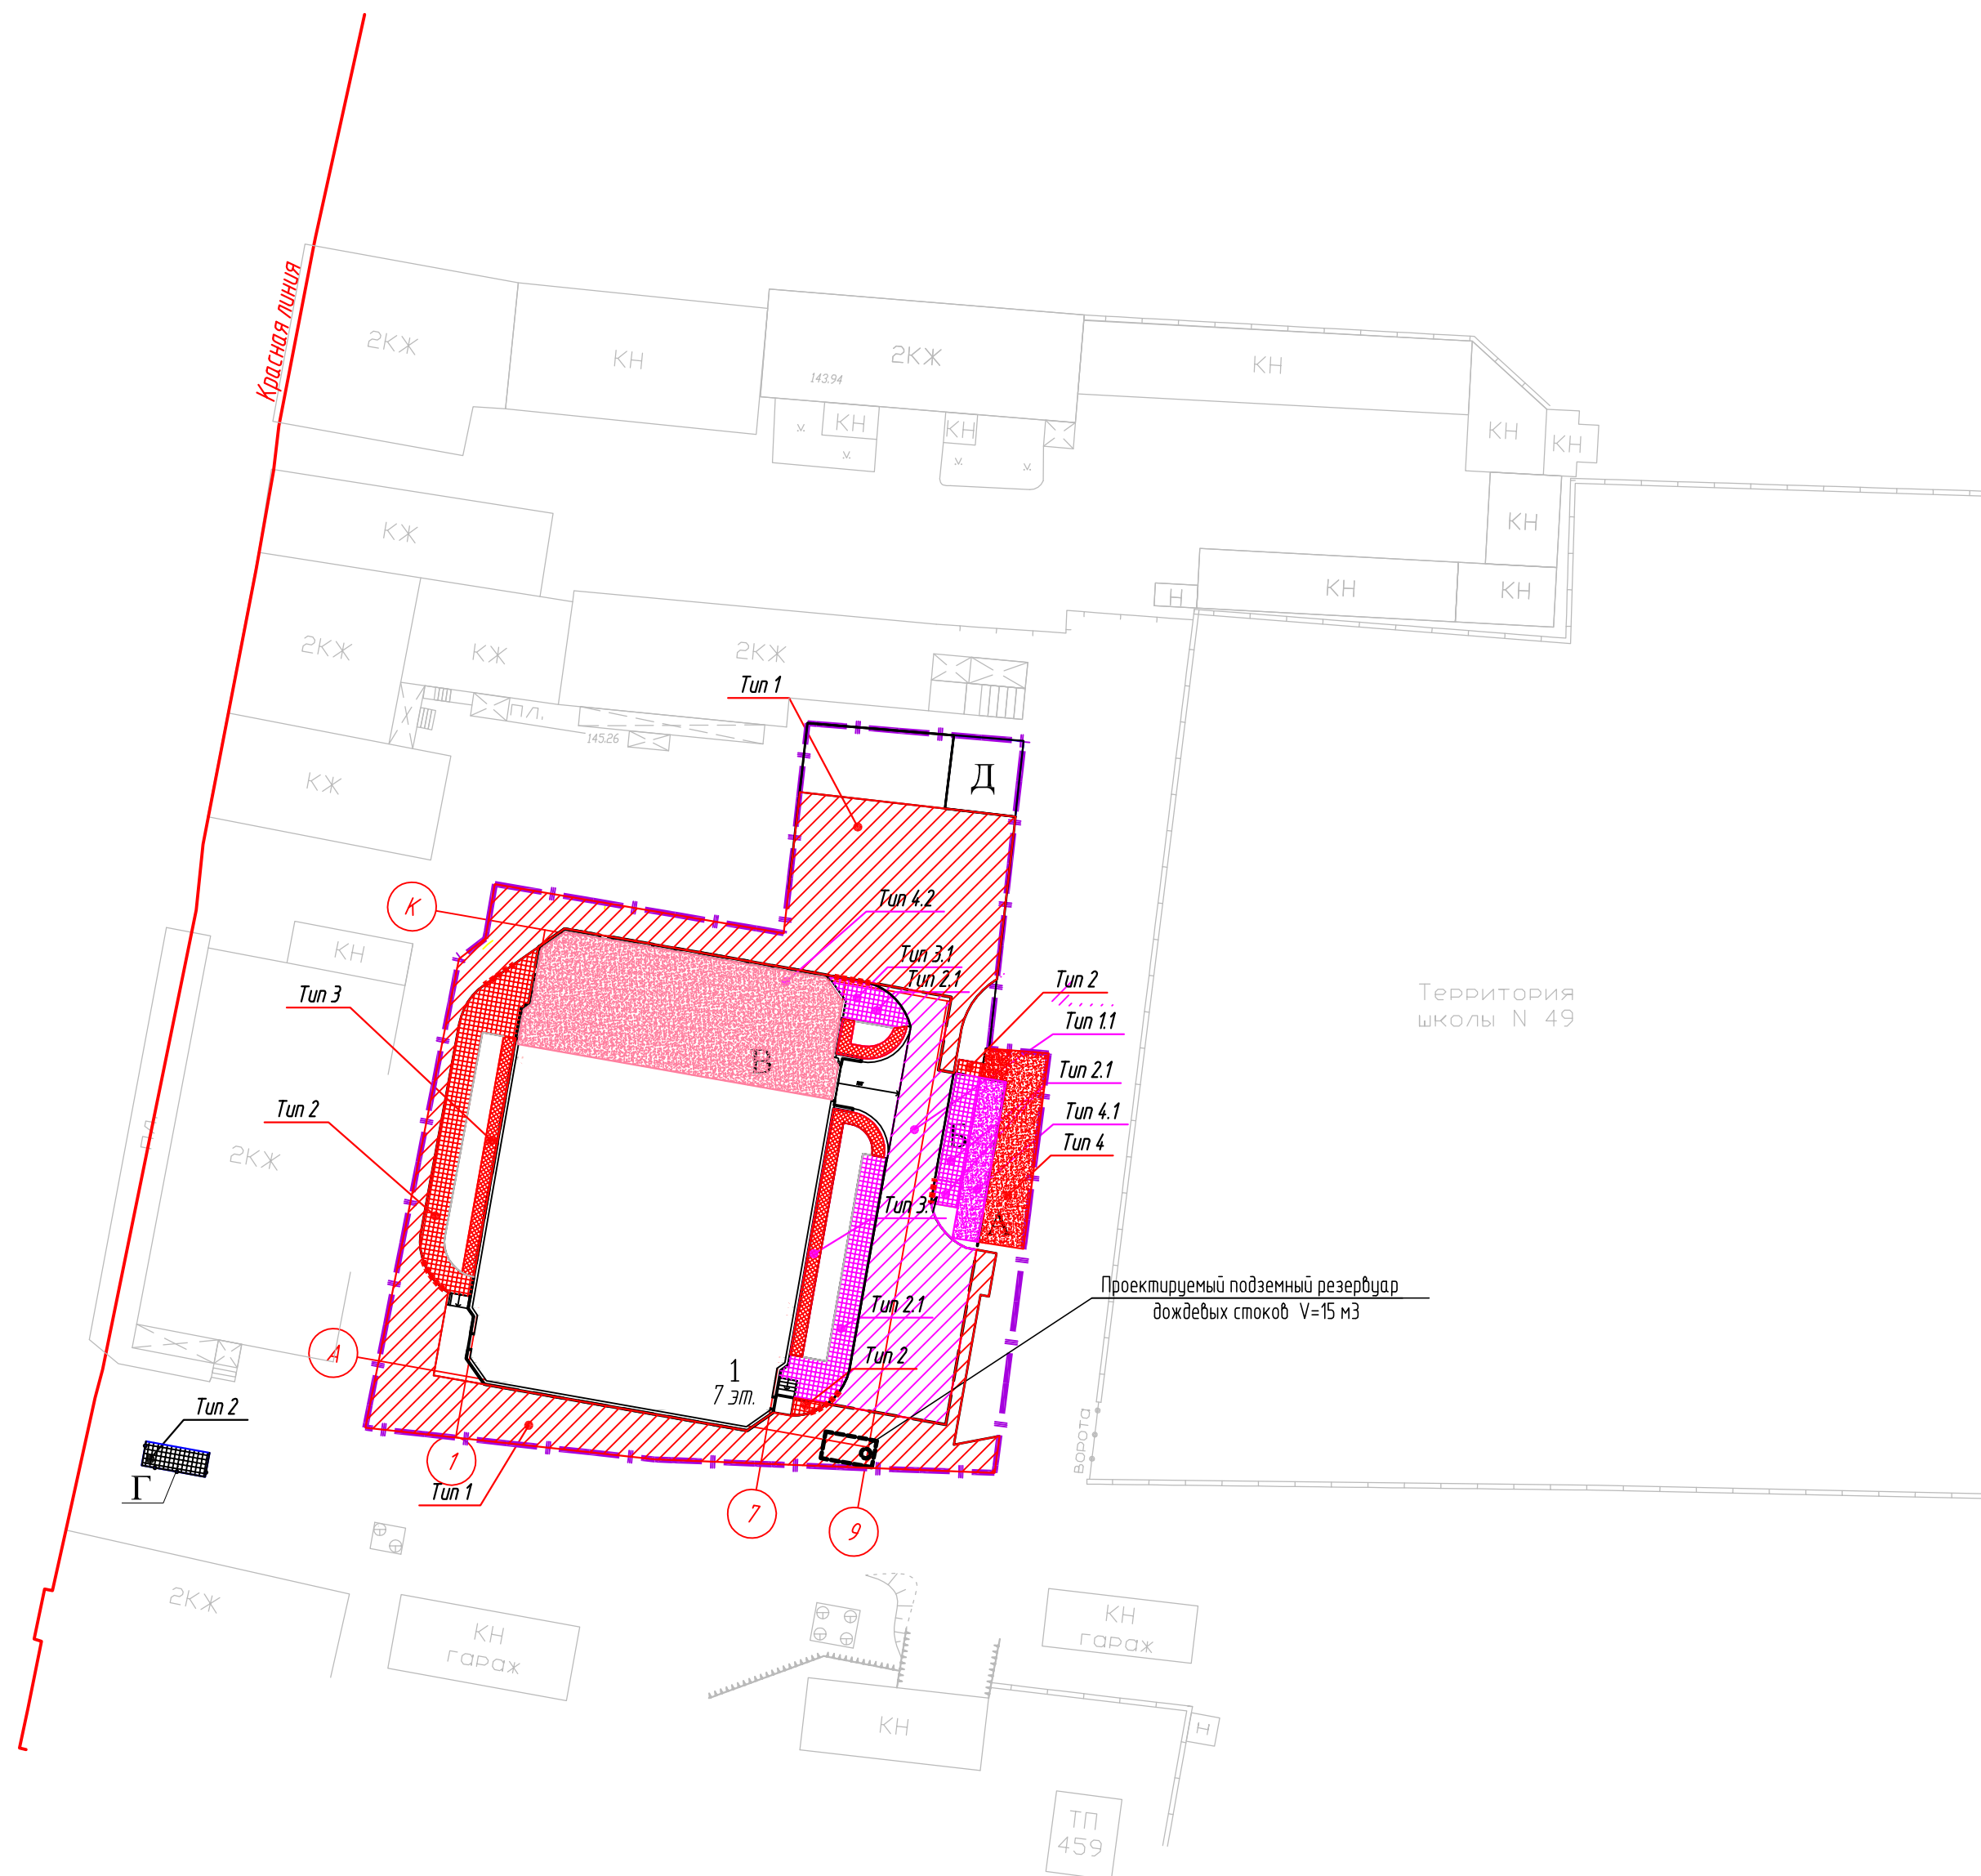 Красная линия
2КЖ
КН
2КЖ
143.94
КН
КН
КН
КН
КН
КЖ
КН
КН
КН
Н
2КЖ
КЖ
2КЖ
пл.
145.26
Тип 1
Д
КЖ
К
Тип 4.2
КН
Тип 3.1
Тип 2.1
Тип 2
Тип 3
Территория
школы N 49
Тип 1.1
В
Тип 2.1
Тип 2
Тип 4.1
Б
Тип 4
2КЖ
Тип 3.1
А
Проектируемый подземный резервуар
дождевых стоков V=15 м3
Тип 2.1
А
Тип 2
1
7 эт.
Тип 2
ворота
1
Г
Тип 1
7
9
2КЖ
КН
гараж
КН
гараж
КН
Н
ТП
459